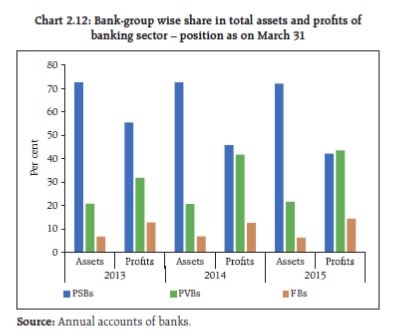 Chart 2.12: Bank-group wise share in total assets and profits of
banking sector – position as on March 31
80
70
60
50
40
30
20
10
0
Per cent
Assets Profits Assets Profits Assets Profits
2013 2014 2015
PSBs PVBs FBs
Source: Annual accounts of banks.